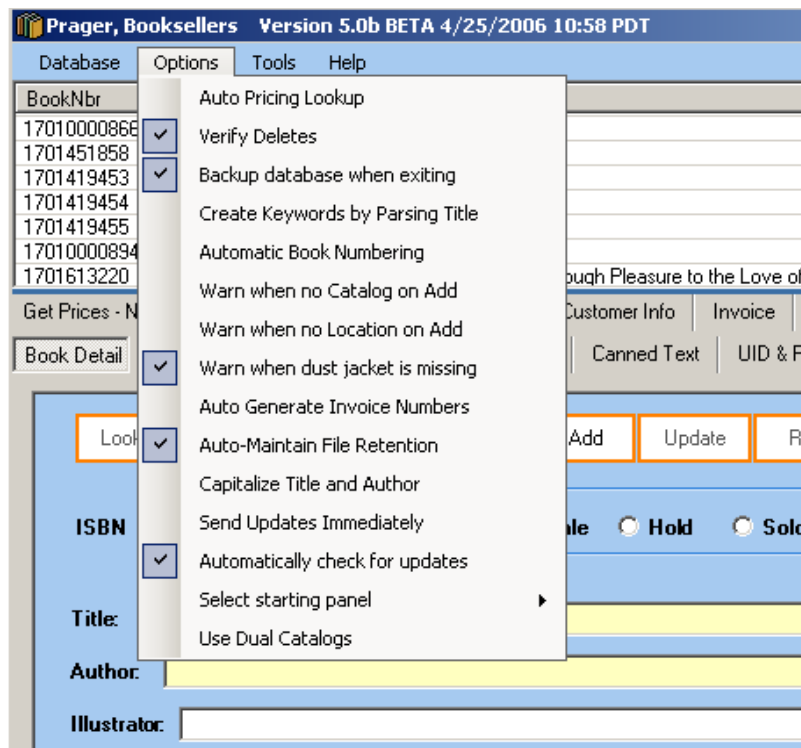 Prager, Booksellers Version 5.0b BETA 4/25/2006 10:58 PDT
Database Options Tools Help
BookNbr
17010000868
1701451858
1701419453
1701419454
1701419455
17010000894
1701613220
ough Pleasure to the Love of
Auto Pricing Lookup
Verify Deletes
Backup database when exiting
Create Keywords by Parsing Title
Automatic Book Numbering
Warn when no Catalog on Add
Warn when no Location on Add
Warn when dust jacket is missing
Auto Generate Invoice Numbers
Auto-Maintain File Retention
Capitalize Title and Author
Send Updates Immediately
Automatically check for updates
Select starting panel
Use Dual Catalogs
Get Prices - N Customer Info Invoice
Book Detail Canned Text UID & F
Look Add Update R
ISBN ale Hold Sold
Title:
Author:
Illustrator: